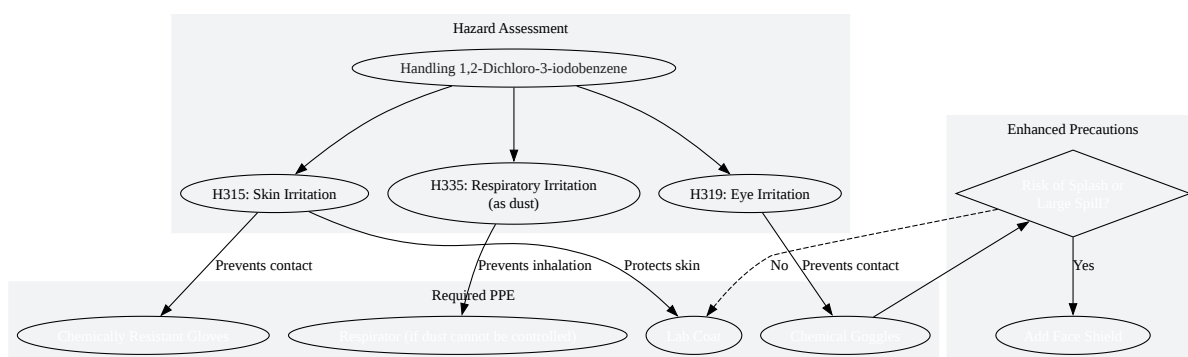 Hazard Assessment
Handling 1,2-Dichloro-3-iodobenzene
Enhanced Precautions
H315: Skin Irritation
H335: Respiratory Irritation
(as dust)
H319: Eye Irritation
Risk of Splash or
Large Spill?
Prevents contact
Prevents inhalation
Protects skin
No
Prevents contact
Yes
Required PPE
Chemically Resistant Gloves
Respirator (if dust cannot be controlled)
Lab Coat
Chemical Goggles
Add Face Shield